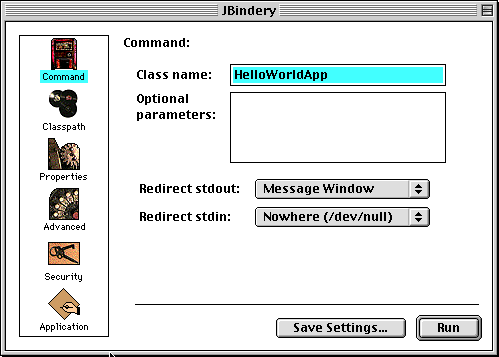 JBindery
Command
Classpath
Properties
Advanced
Security
Application
Command:
Class name: HelloWorldApp
Optional
parameters:
Redirect stdout: Message Window
Redirect stdin: Nowhere (/dev/null)
Save Settings... Run